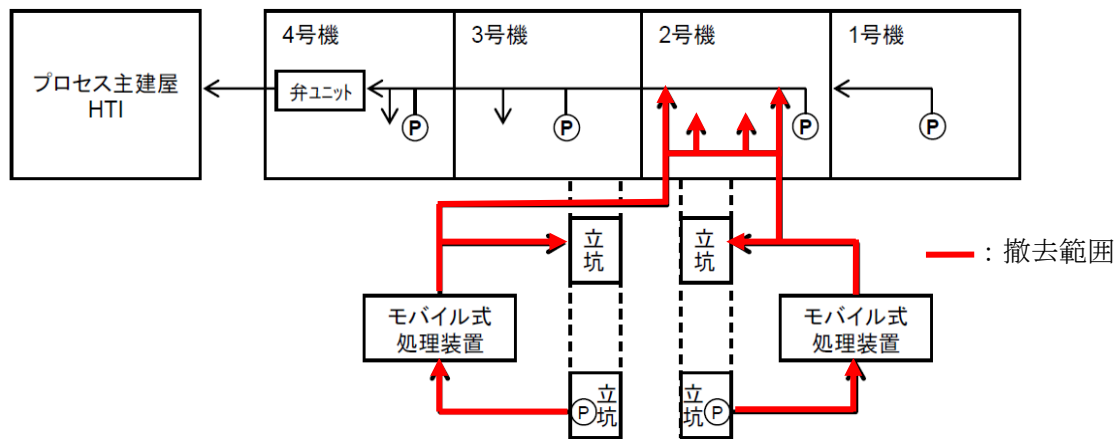 4号機
3号機
2号機
1号機
プロセス主建屋
HTI
弁ユニット
P
P
P
P
立
坑
立
坑
：撤去範囲
モバイル式
処理装置
モバイル式
処理装置
P
立
坑
立
坑
P